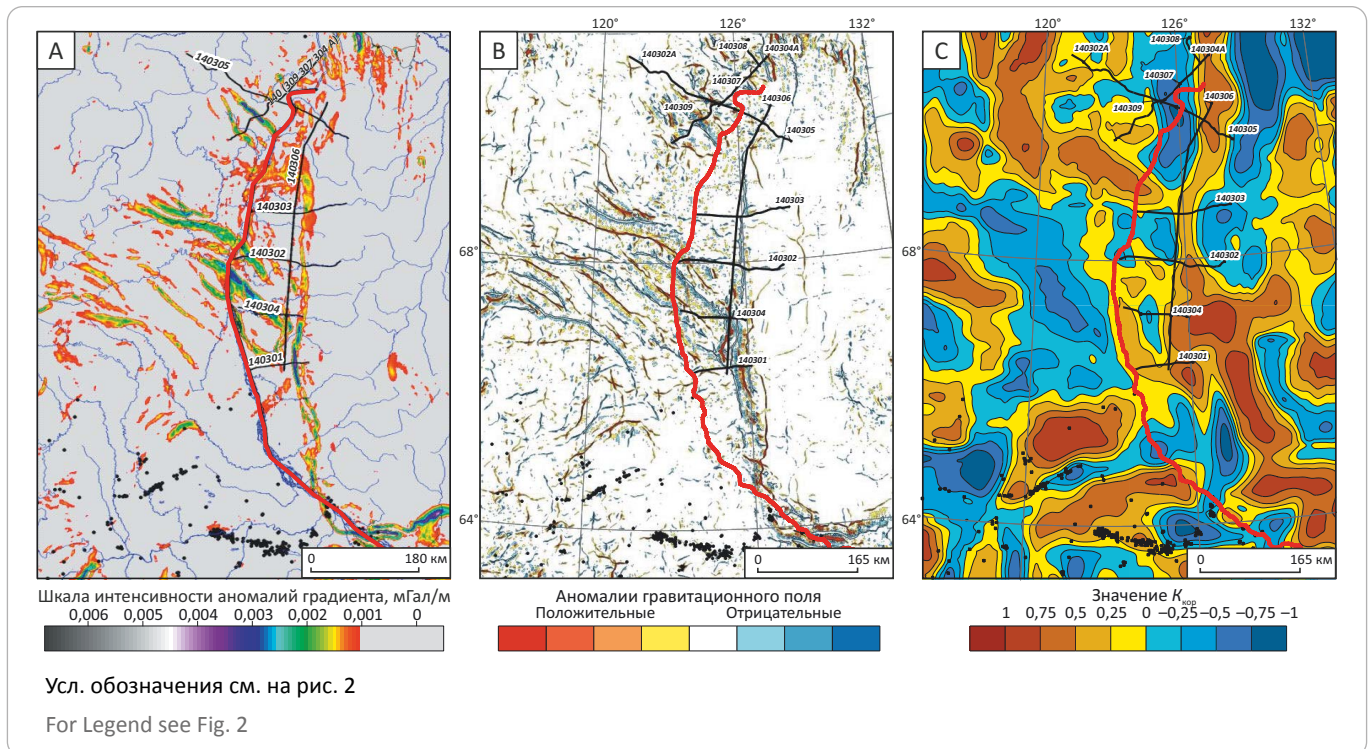 A
140305
140306
140303
140302
140304
140301
0 180 км
Шкала интенсивности аномалий градиента, мГал/м
0,006 0,005 0,004 0,003 0,002 0,001 0
120° 126° 132°
B
140302A
140308
140304A
140307
140306
140309
140305
140303
68°
140302
140304
140301
64°
0 165 км
Аномалии гравитационного поля
Положительные Отрицательные
120° 126° 132°
C
140302A
140308
140304A
140307
140306
140309
140305
140303
68°
140302
140304
140301
64°
0 165 км
Значение Kкор
1 0,75 0,5 0,25 0 –0,25 –0,5 –0,75 –1
Усл. обозначения см. на рис. 2
For Legend see Fig. 2